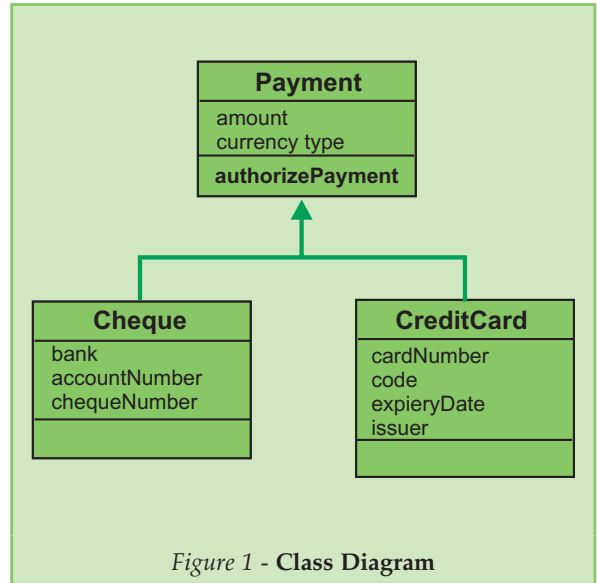 Payment
amount
currency type
authorizePayment
Cheque
bank
accountNumber
chequeNumber
CreditCard
cardNumber
code
expieryDate
issuer
Figure 1 - Class Diagram